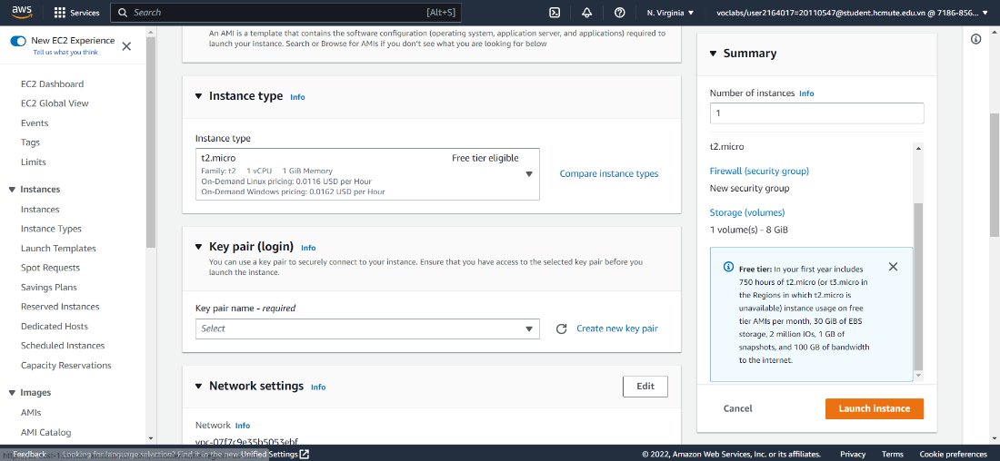 aws
Services
Search
[Alt+S]
N. Virginia
voclabs/user2164017=20110547@student.hcmute.edu.vn @ 7186-856...
New EC2 Experience
Tell us what you think
EC2 Dashboard
EC2 Global View
Events
Tags
Limits
Instances
Instances
Instance Types
Launch Templates
Spot Requests
Savings Plans
Reserved Instances
Dedicated Hosts
Scheduled Instances
Capacity Reservations
Images
AMIs
AMI Catalog
An AMI is a template that contains the software configuration (operating system, application server, and applications) required to
launch your instance. Search or Browse for AMIs if you don't see what you are looking for below
Instance type Info
Instance type
t2.micro Free tier eligible
Family: t2 1 vCPU 1 GiB Memory
On-Demand Linux pricing: 0.0116 USD per Hour
On-Demand Windows pricing: 0.0162 USD per Hour
Compare instance types
Key pair (login) Info
You can use a key pair to securely connect to your instance. Ensure that you have access to the selected key pair before you
launch the instance.
Key pair name - required
Select
Create new key pair
Network settings Info
Edit
Network Info
vpc-07f7c9e35b5053ebf
Summary
Number of instances Info
1
t2.micro
Firewall (security group)
New security group
Storage (volumes)
1 volume(s) - 8 GiB
Free tier: In your first year includes
750 hours of t2.micro (or t3.micro
in the Regions in which t2.micro is
unavailable) instance usage on free
tier AMIs per month, 30 GiB of EBS
storage, 2 million IOs, 1 GB of
snapshots, and 100 GB of bandwidth
to the internet.
Cancel
Launch instance
Feedback
Looking for language selection? Find it in the new Unified Settings
© 2022, Amazon Web Services, Inc. or its affiliates.
Privacy
Terms
Cookie preferences